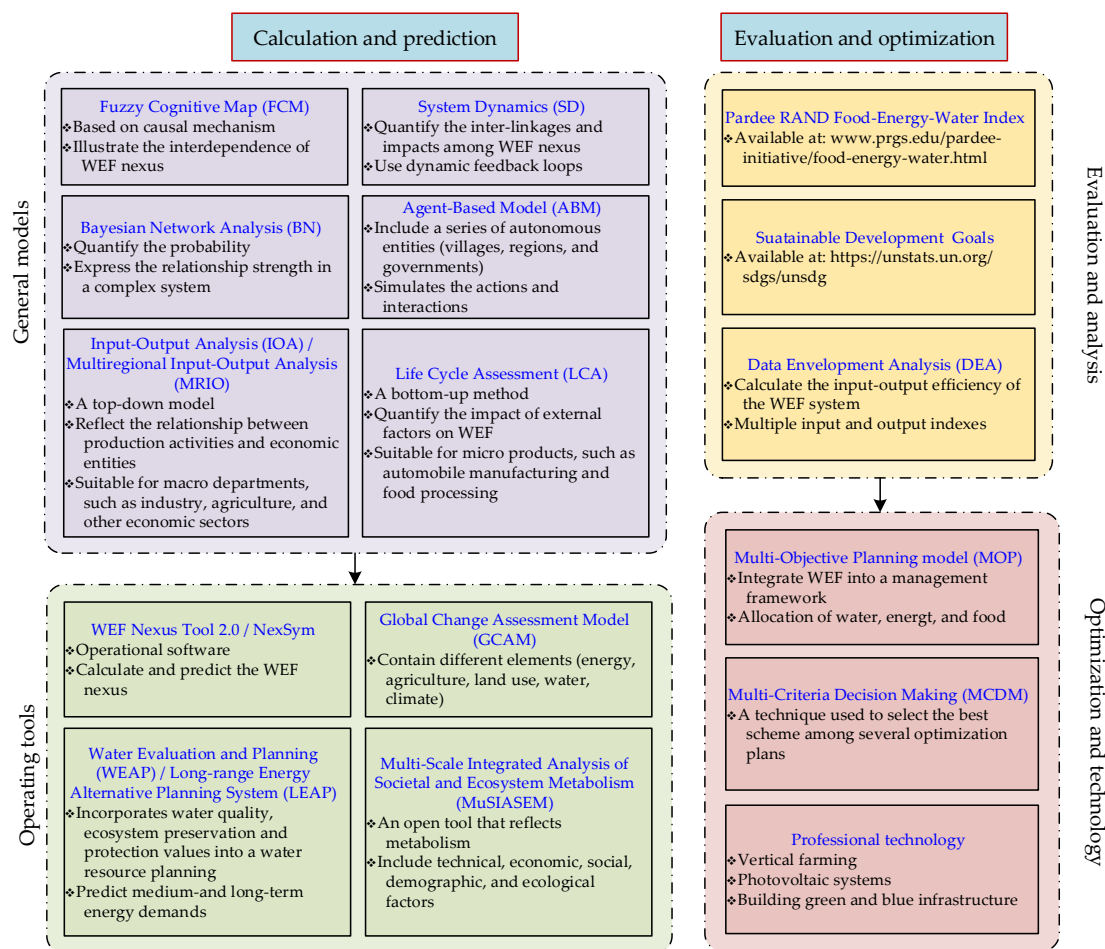 Calculation and prediction
Evaluation and optimization
General models
Fuzzy Cognitive Map (FCM)
❖Based on causal mechanism
❖Illustrate the interdependence of
WEF nexus
System Dynamics (SD)
❖Quantify the inter-linkages and
impacts among WEF nexus
❖Use dynamic feedback loops
Bayesian Network Analysis (BN)
❖Quantify the probability
❖Express the relationship strength in
a complex system
Agent-Based Model (ABM)
❖Include a series of autonomous
entities (villages, regions, and
governments)
❖Simulates the actions and
interactions
Input-Output Analysis (IOA) /
Multiregional Input-Output Analysis
(MRIO)
❖A top-down model
❖Reflect the relationship between
production activities and economic
entities
❖Suitable for macro departments,
such as industry, agriculture, and
other economic sectors
Life Cycle Assessment (LCA)
❖A bottom-up method
❖Quantify the impact of external
factors on WEF
❖Suitable for micro products, such as
automobile manufacturing and
food processing
Operating tools
WEF Nexus Tool 2.0 / NexSym
❖Operational software
❖Calculate and predict the WEF
nexus
Global Change Assessment Model
(GCAM)
❖Contain different elements (energy,
agriculture, land use, water,
climate)
Water Evaluation and Planning
(WEAP) / Long-range Energy
Alternative Planning System (LEAP)
❖Incorporates water quality,
ecosystem preservation and
protection values into a water
resource planning
❖Predict medium-and long-term
energy demands
Multi-Scale Integrated Analysis of
Societal and Ecosystem Metabolism
(MuSIASEM)
❖An open tool that reflects
metabolism
❖Include technical, economic, social,
demographic, and ecological
factors
Evaluation and analysis
Pardee RAND Food-Energy-Water Index
❖Available at: www.prgs.edu/pardee-
initiative/food-energy-water.html
Suatainable Development Goals
❖Available at: https://unstats.un.org/
sdgs/unsdg
Data Envelopment Analysis (DEA)
❖Calculate the input-output efficiency of
the WEF system
❖Multiple input and output indexes
Optimization and technology
Multi-Objective Planning model (MOP)
❖Integrate WEF into a management
framework
❖Allocation of water, energt, and food
Multi-Criteria Decision Making (MCDM)
❖A technique used to select the best
scheme among several optimization
plans
Professional technology
❖Vertical farming
❖Photovoltaic systems
❖Building green and blue infrastructure